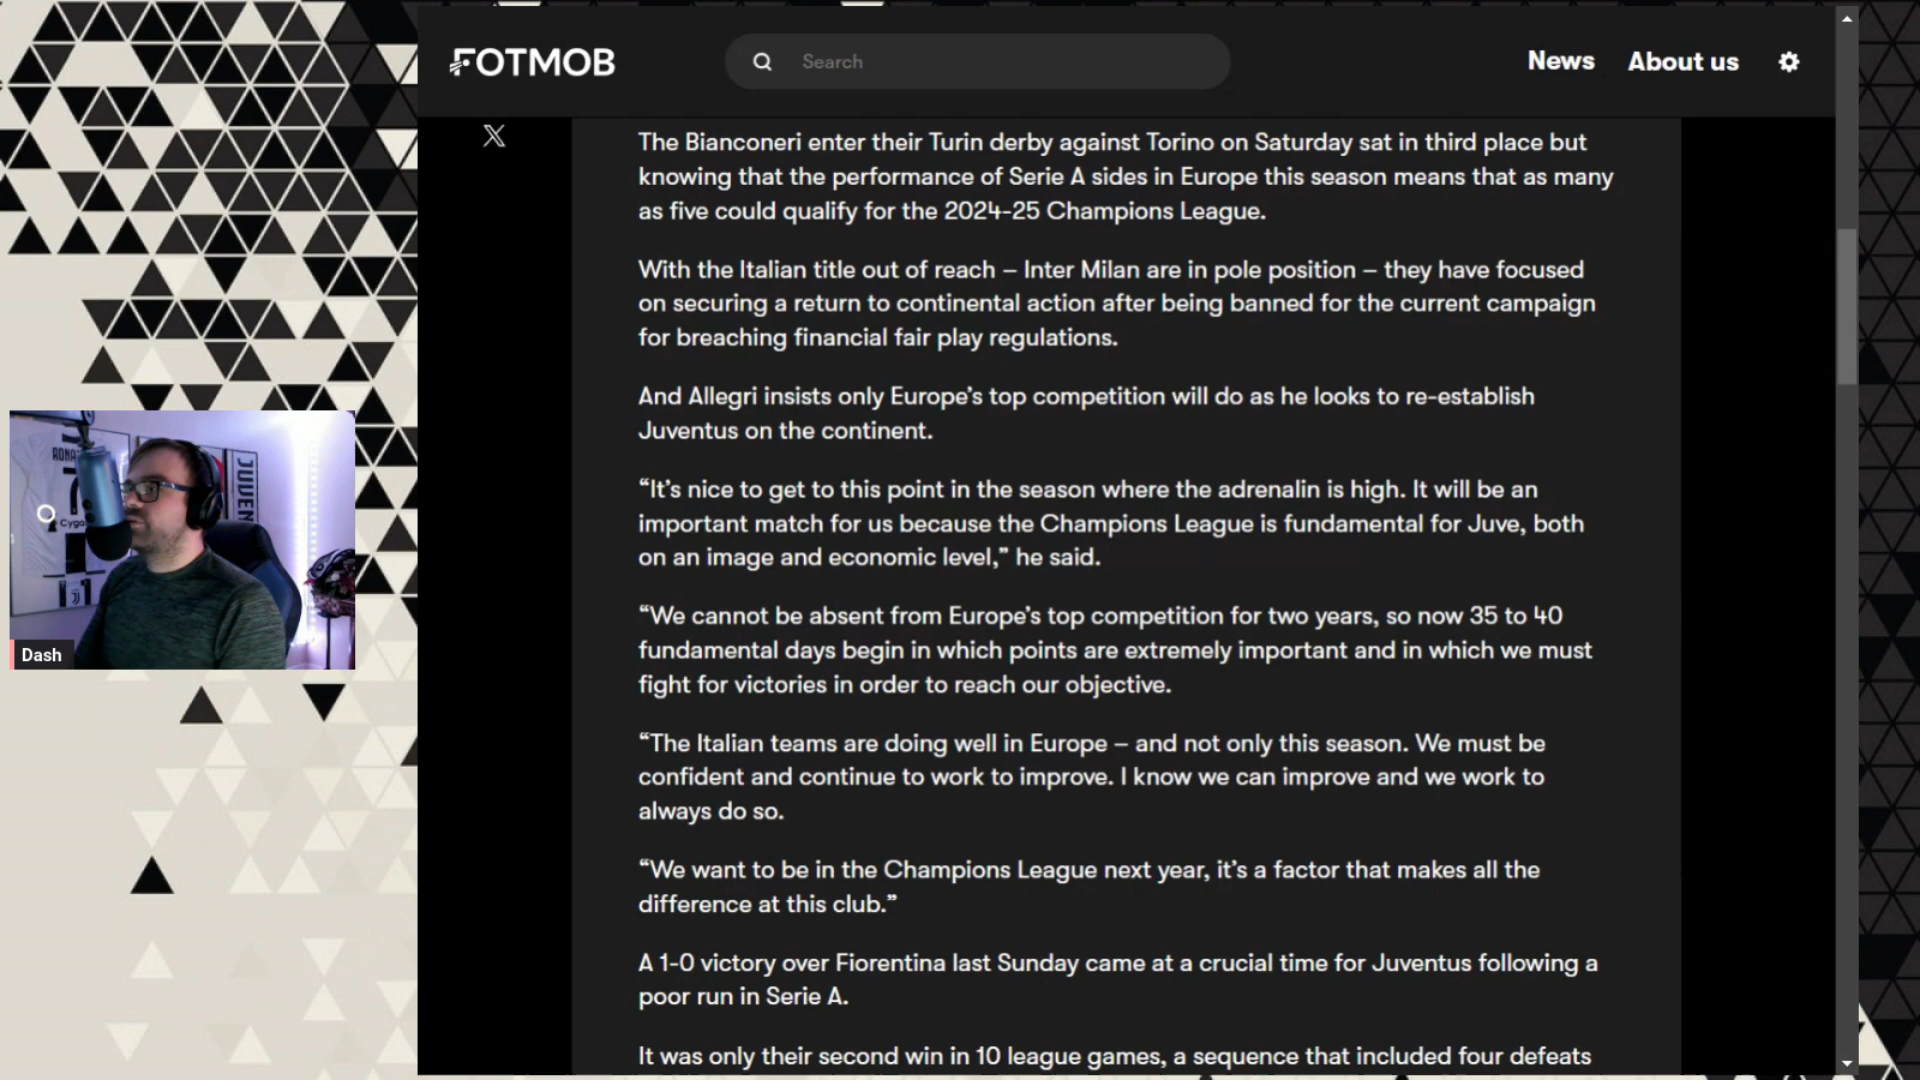 FOTMOB
Search
News
About us
The Bianconeri enter their Turin derby against Torino on Saturday sat in third place but
knowing that the performance of Serie A sides in Europe this season means that as many
as five could qualify for the 2024-25 Champions League.
With the Italian title out of reach – Inter Milan are in pole position – they have focused
on securing a return to continental action after being banned for the current campaign
for breaching financial fair play regulations.
And Allegri insists only Europe’s top competition will do as he looks to re-establish
Juventus on the continent.
“It’s nice to get to this point in the season where the adrenalin is high. It will be an
important match for us because the Champions League is fundamental for Juve, both
on an image and economic level,” he said.
“We cannot be absent from Europe’s top competition for two years, so now 35 to 40
fundamental days begin in which points are extremely important and in which we must
fight for victories in order to reach our objective.
“The Italian teams are doing well in Europe – and not only this season. We must be
confident and continue to work to improve. I know we can improve and we work to
always do so.
“We want to be in the Champions League next year, it’s a factor that makes all the
difference at this club.”
A 1-0 victory over Fiorentina last Sunday came at a crucial time for Juventus following a
poor run in Serie A.
It was only their second win in 10 league games, a sequence that included four defeats
Dash